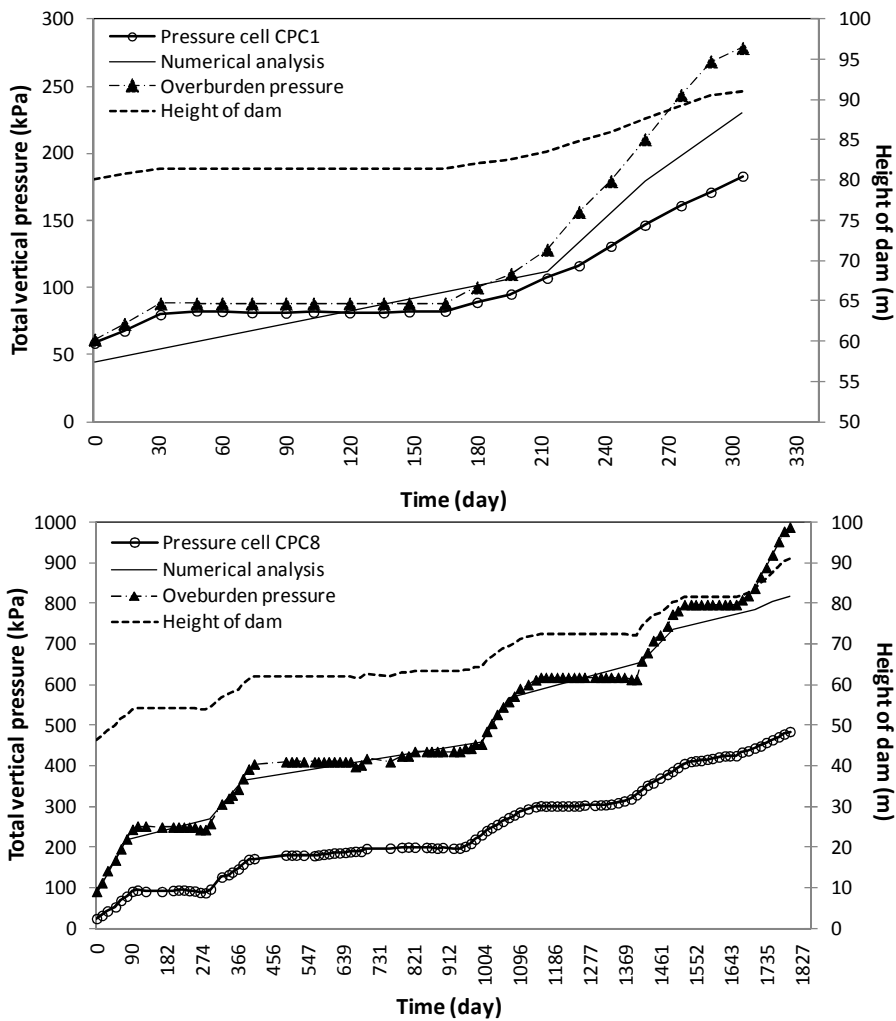 Total vertical pressure (kPa)
300
250
200
150
100
50
0
Pressure cell CPC1
Numerical analysis
Overburden pressure
Height of dam
100
95
90
85
80
75
70
65
60
55
50
Height of dam (m)
0 30 60 90 120 150 180 210 240 270 300 330
Time (day)
Total vertical pressure (kPa)
1000
900
800
700
600
500
400
300
200
100
0
Pressure cell CPC8
Numerical analysis
Oveburden pressure
Height of dam
100
90
80
70
60
50
40
30
20
10
0
Height of dam (m)
0 90 182 274 366 456 547 639 731 821 912 1004 1096 1186 1277 1369 1461 1552 1643 1735 1827
Time (day)